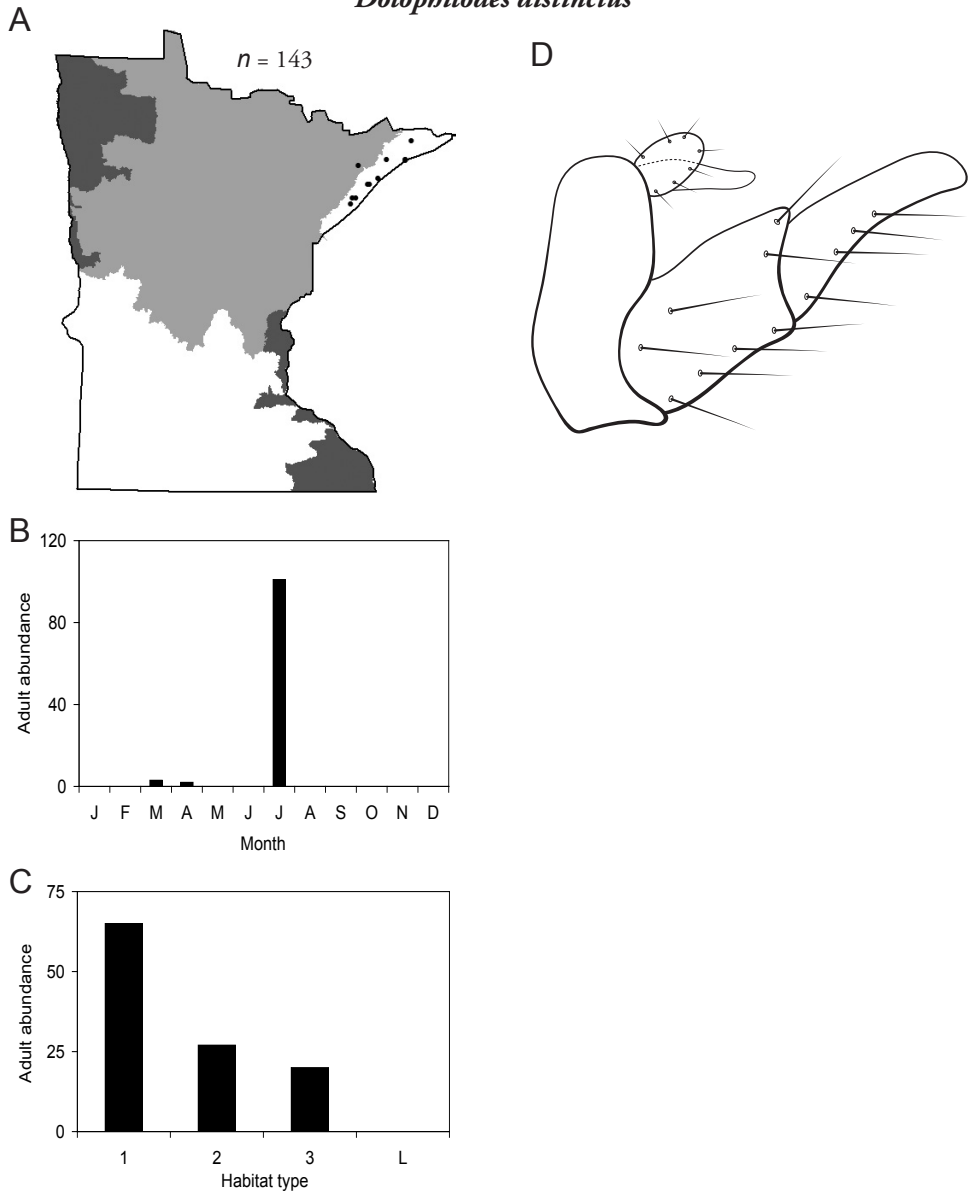 Dolophilodes distinctus
A
n = 143
D
B
120
80
40
0
Adult abundance
J F M A M J J A S O N D
Month
C
75
50
25
0
Adult abundance
1 2 3 L
Habitat type